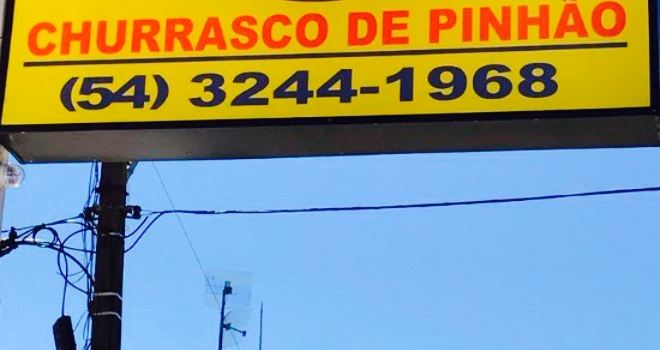 CHURRASCO DE PINHÃO
(54) 3244-1968